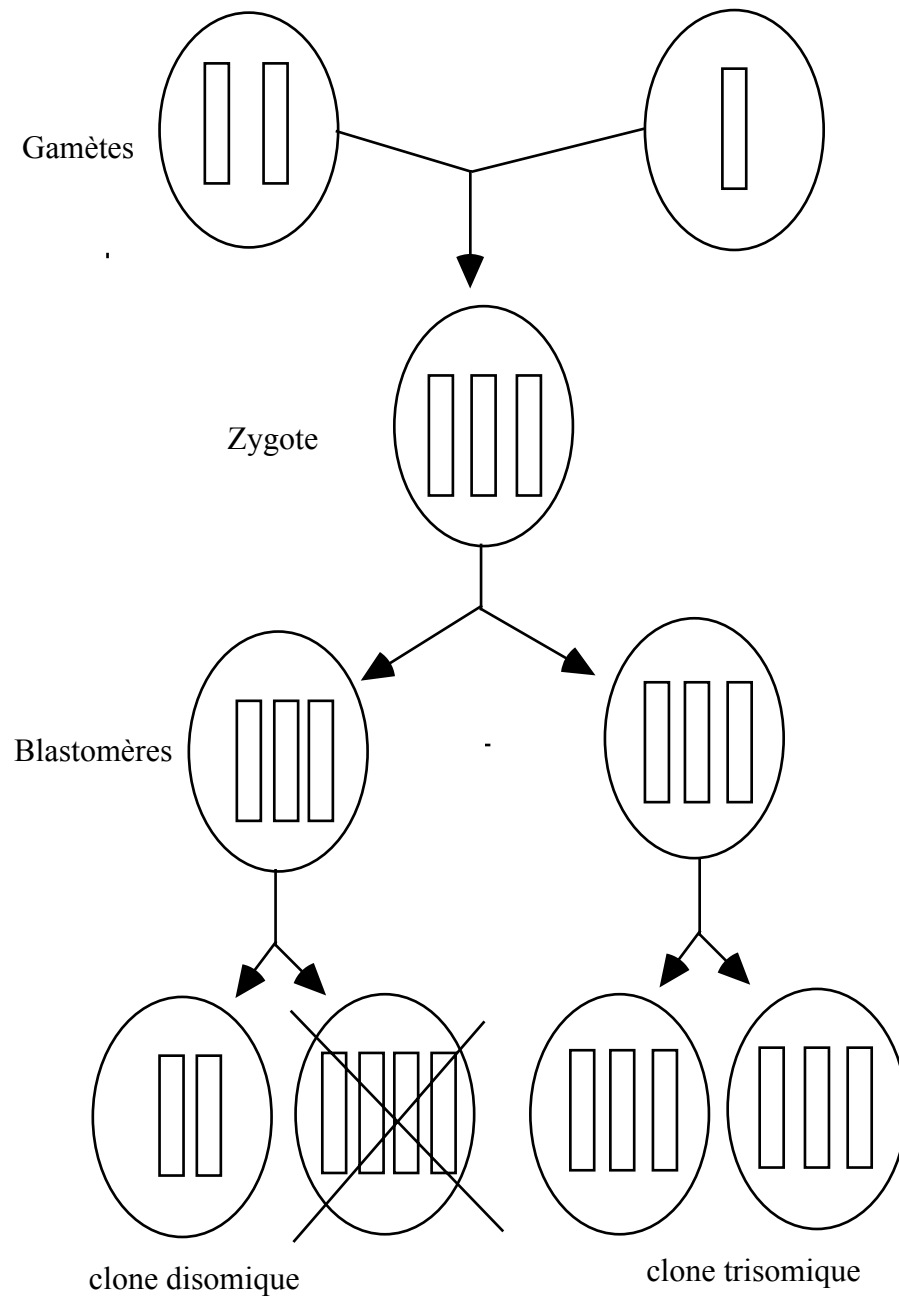 Gamètes
Zygote
Blastomères
clone disomique
clone trisomique